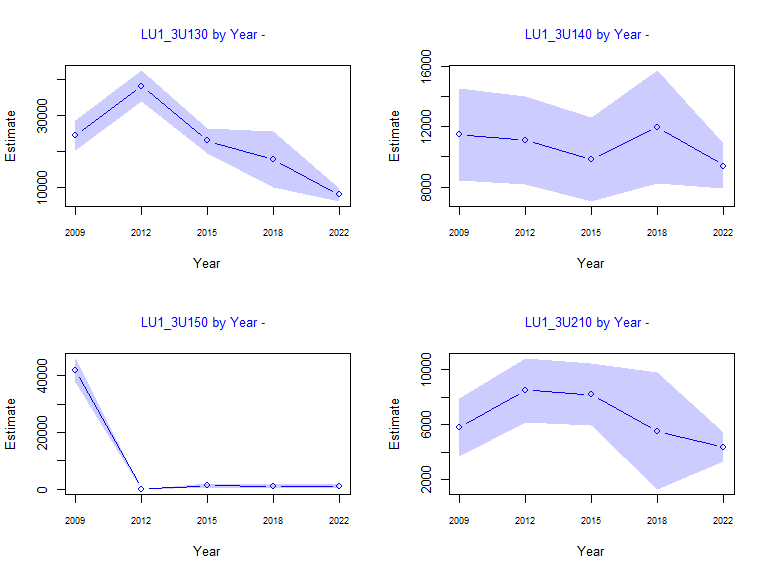 LU1_3U130 by Year -
Estimate
10000
30000
2009 2012 2015 2018 2022
Year
LU1_3U140 by Year -
Estimate
8000
12000
16000
2009 2012 2015 2018 2022
Year
LU1_3U150 by Year -
Estimate
0
20000
40000
2009 2012 2015 2018 2022
Year
LU1_3U210 by Year -
Estimate
2000
6000
10000
2009 2012 2015 2018 2022
Year